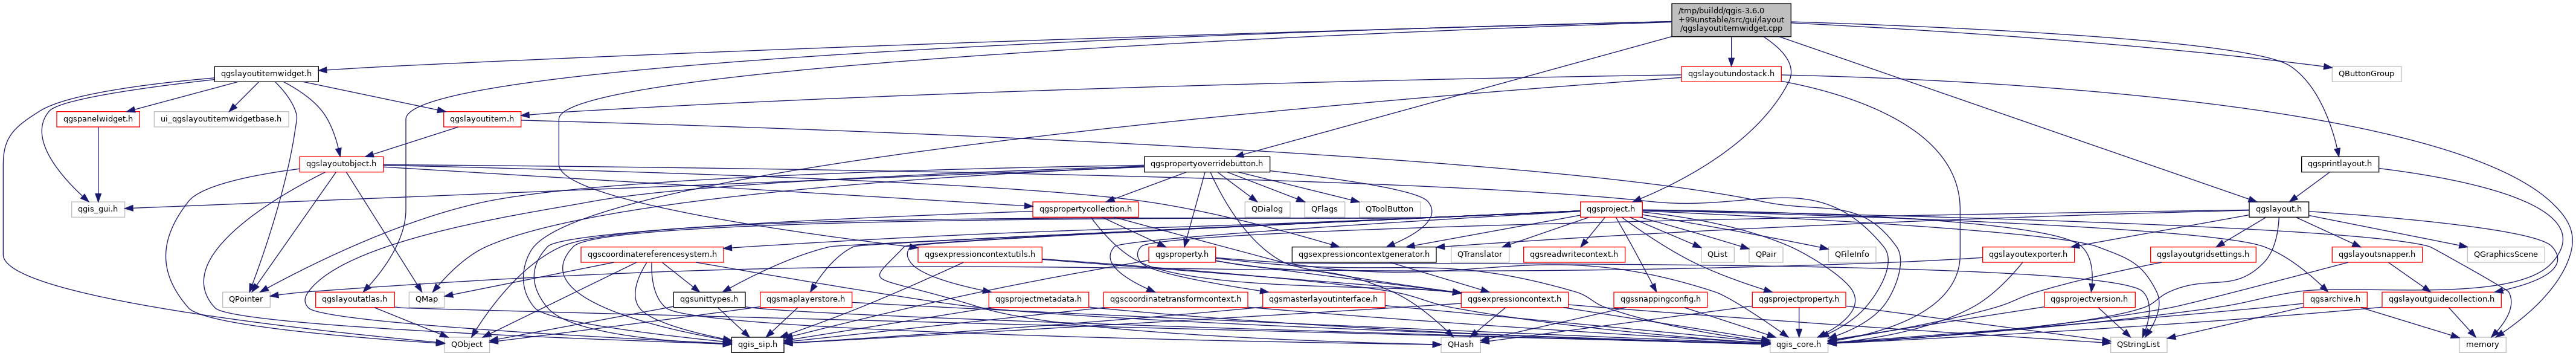 /tmp/buildd/qgis-3.6.0
+99unstable/src/gui/layout
/qgslayoutitemwidget.cpp
qgslayoutitemwidget.h
qgslayoutundostack.h
QButtonGroup
qgspanelwidget.h
ui_qgslayoutitemwidgetbase.h
qgslayoutitem.h
qgslayoutobject.h
qgspropertyoverridebutton.h
qgsprintlayout.h
qgis_gui.h
qgspropertycollection.h
QDialog
QFlags
QToolButton
qgsproject.h
qgslayout.h
qgscoordinatereferencesystem.h
qgsexpressioncontextutils.h
qgsproperty.h
qgsexpressioncontextgenerator.h
QTranslator
qgsreadwritecontext.h
QList
QPair
QFileInfo
qgslayoutexporter.h
qgslayoutgridsettings.h
qgslayoutsnapper.h
QGraphicsScene
QPointer
qgslayoutatlas.h
QMap
qgsunittypes.h
qgsmaplayerstore.h
qgsprojectmetadata.h
qgscoordinatetransformcontext.h
qgsmasterlayoutinterface.h
qgsexpressioncontext.h
qgssnappingconfig.h
qgsprojectproperty.h
qgsprojectversion.h
qgsarchive.h
qgslayoutguidecollection.h
QObject
qgis_sip.h
QHash
qgis_core.h
QStringList
memory